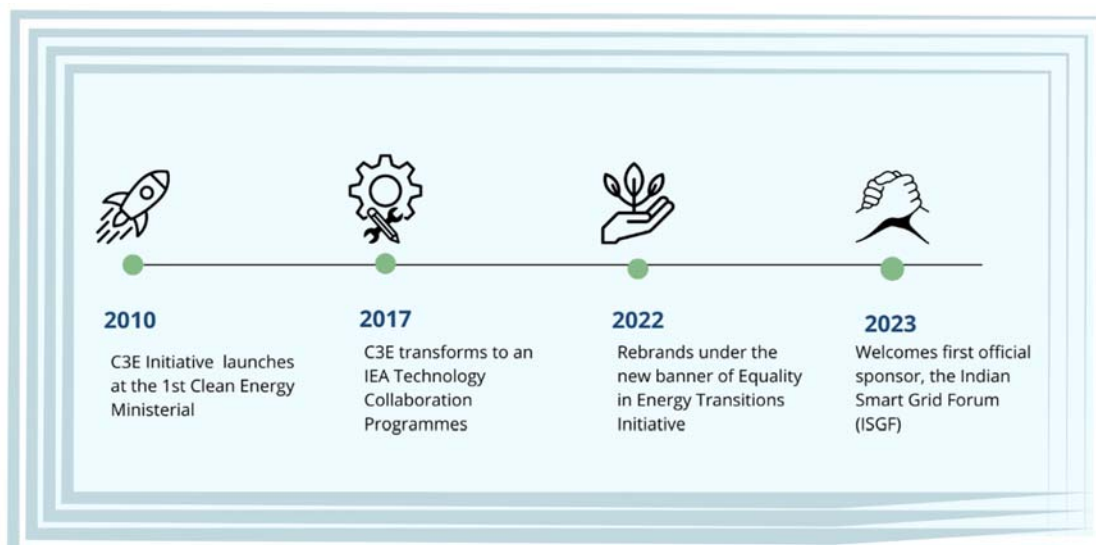 2010
C3E Initiative launches
at the 1st Clean Energy
Ministerial
2017
C3E transforms to an
IEA Technology
Collaboration
Programmes
2022
Rebrands under the
new banner of Equality
in Energy Transitions
Initiative
2023
Welcomes first official
sponsor, the Indian
Smart Grid Forum
(ISGF)